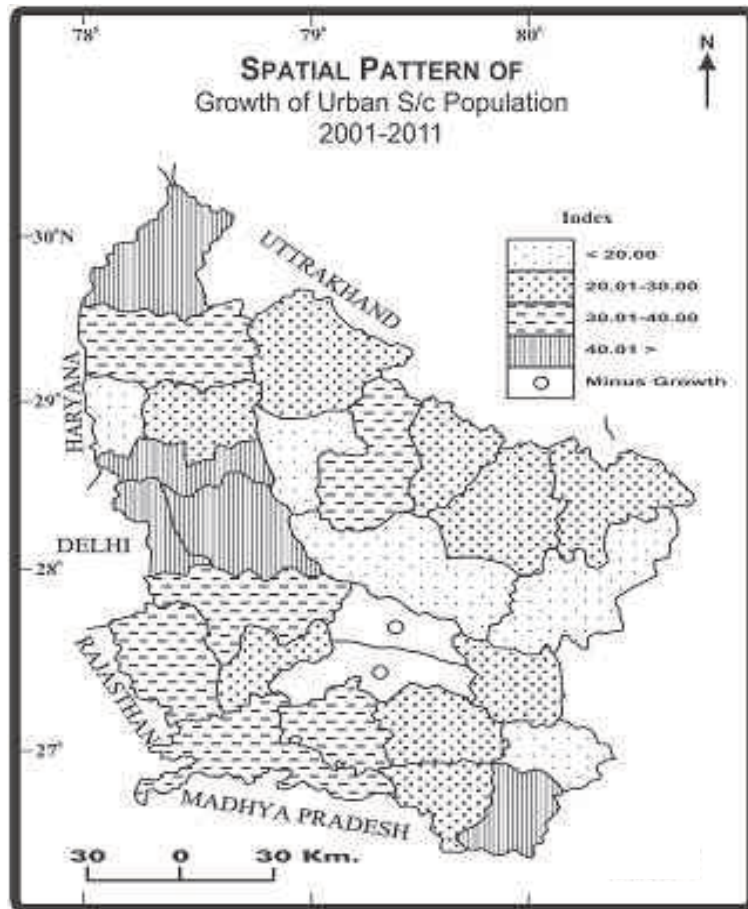 78° 79° 80°
N
SPATIAL PATTERN OF
Growth of Urban S/c Population
2001-2011
30°N
UTTRAKHAND
Index
< 20.00
20.01-30.00
30.01-40.00
40.01 >
Minus Growth
HARYANA
29°
DELHI
28°
RAJASTHAN
27°
MADHYA PRADESH
30 0 30 Km.